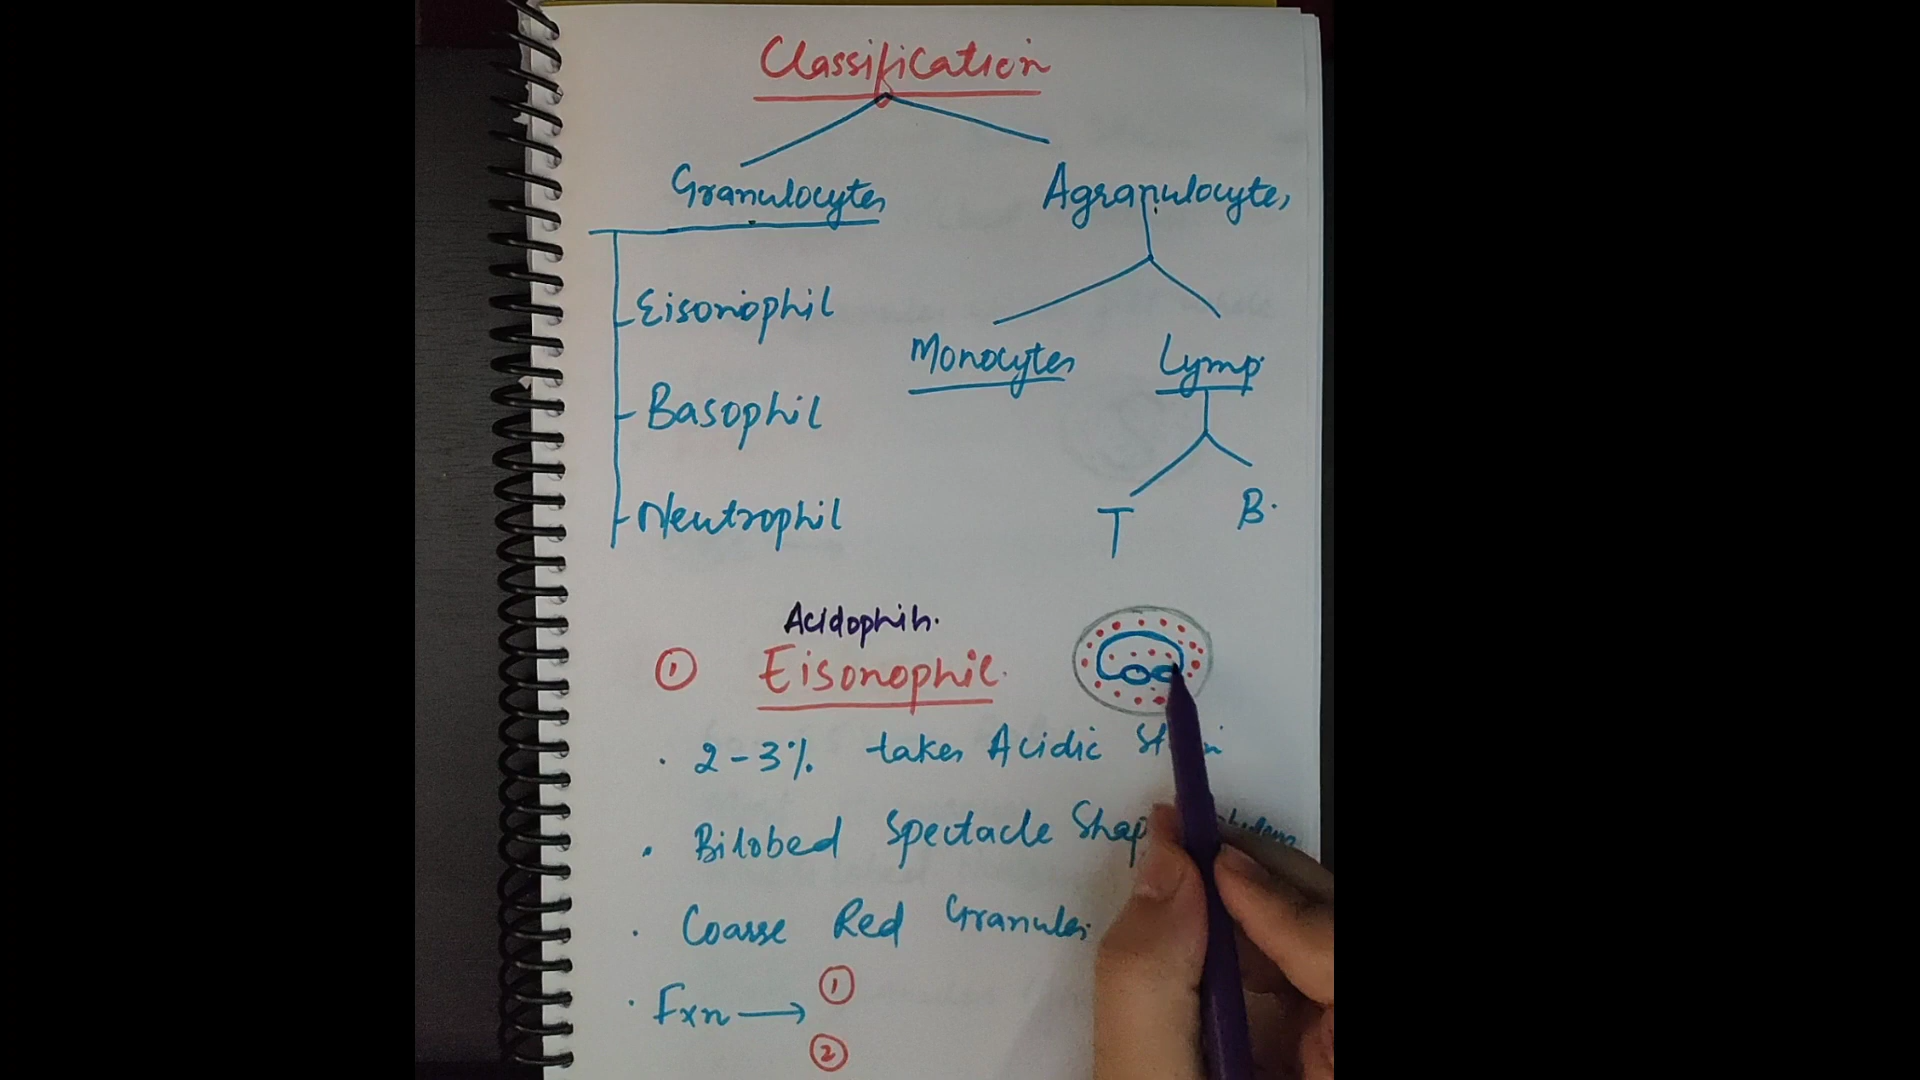 Classification
Granulocytes Agranulocytes
Eisonophil
Monocytes Lymp.
Basophil
Neutrophil
T B.
Acidophih.
① Eisonophil.
. 2-3% takes Acidic
. Bilobed Spectacle
. Coarse Red Granules
. Fxn → ①
②